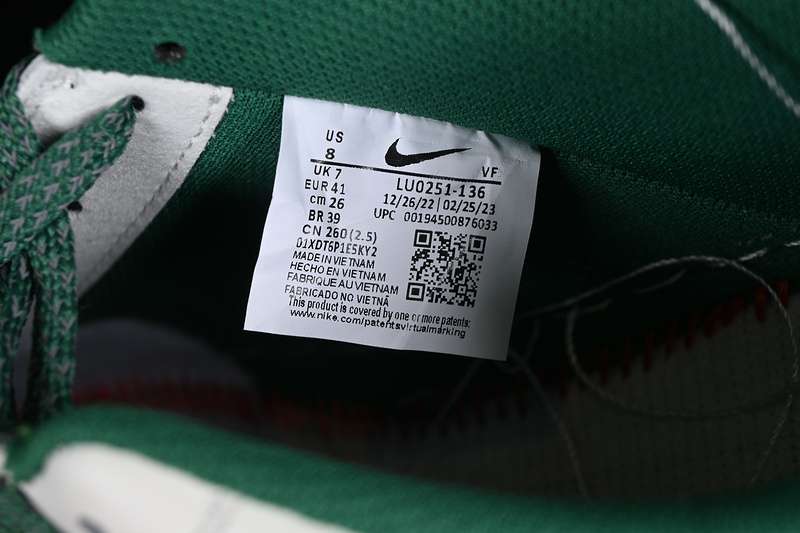 US
8
UK 7
EUR 41
cm 26
BR 39
CN 260 (2.5)
VF
LU0251-136
12/26/22 | 02/25/23
UPC 00194500876033
01XDT6P1E5KY2
MADE IN VIETNAM
HECHO EN VIETNAM
FABRIQUE AU VIETNAM
FABRICADO NO VIETNÃ
This product is covered by one or more patents:
www.nike.com/patentsvirtualmarking